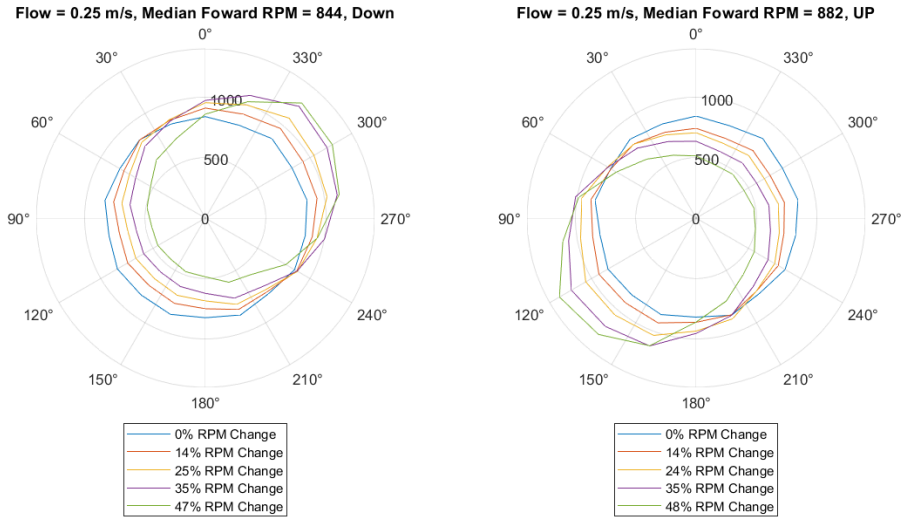 Flow = 0.25 m/s, Median Foward RPM = 844, Down
0°
30°
330°
60°
300°
90°
270°
120°
240°
150°
210°
180°
1000
500
0
0% RPM Change
14% RPM Change
25% RPM Change
35% RPM Change
47% RPM Change
Flow = 0.25 m/s, Median Foward RPM = 882, UP
0°
30°
330°
60°
300°
90°
270°
120°
240°
150°
210°
180°
1000
500
0
0% RPM Change
14% RPM Change
24% RPM Change
35% RPM Change
48% RPM Change